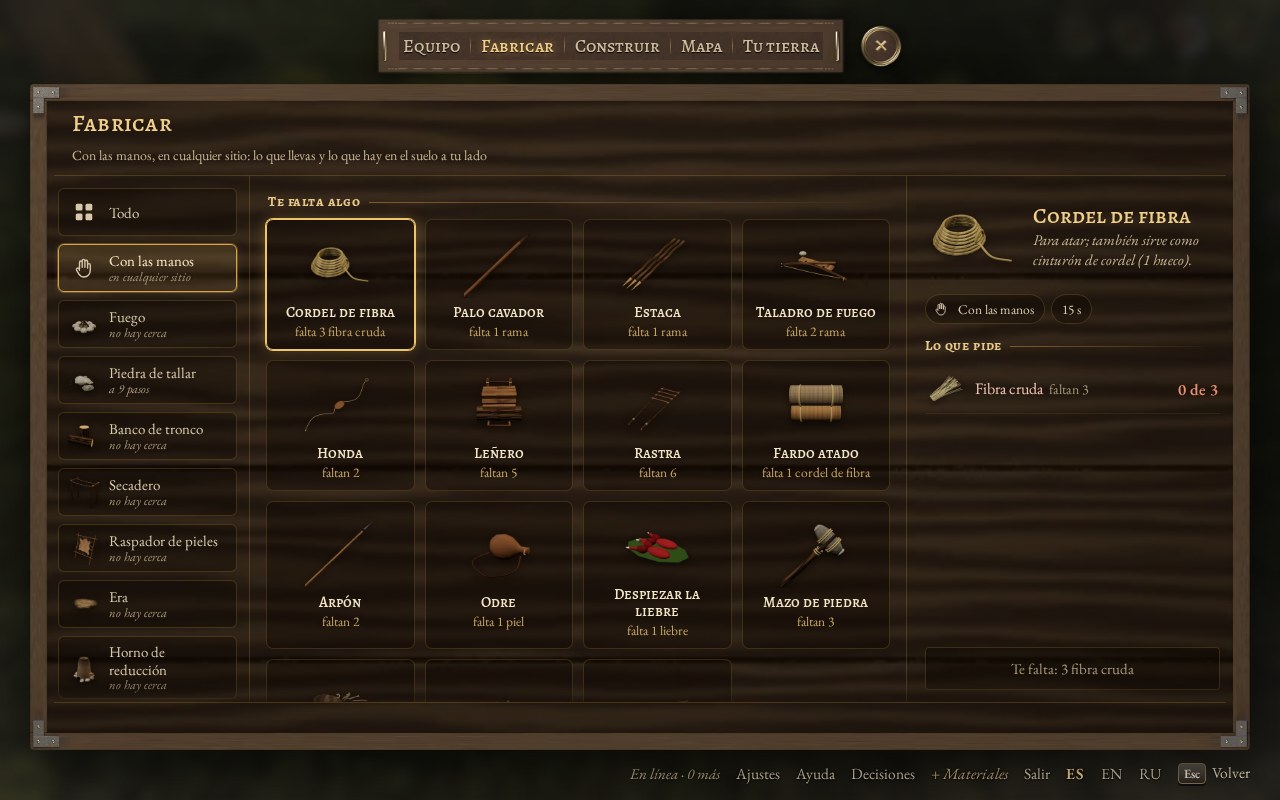 Equipo
Fabricar
Construir
Mapa
Tu tierra
Fabricar
Con las manos, en cualquier sitio: lo que llevas y lo que hay en el suelo a tu lado
Todo
Con las manos
en cualquier sitio
Fuego
no hay cerca
Piedra de tallar
a 9 pasos
Banco de tronco
no hay cerca
Secadero
no hay cerca
Raspador de pieles
no hay cerca
Era
no hay cerca
Horno de
reducción
no hay cerca
Te falta algo
Cordel de fibra
falta 3 fibra cruda
Palo cavador
falta 1 rama
Estaca
falta 1 rama
Taladro de fuego
falta 2 rama
Honda
faltan 2
Leñero
faltan 5
Rastra
faltan 6
Fardo atado
falta 1 cordel de fibra
Arpón
faltan 2
Odre
falta 1 piel
Despiezar la
liebre
falta 1 liebre
Mazo de piedra
faltan 3
Cordel de fibra
Para atar; también sirve como
cinturón de cordel (1 hueco).
Con las manos
15 s
Lo que pide
Fibra cruda faltan 3
0 de 3
Te falta: 3 fibra cruda
En línea · 0 más
Ajustes
Ayuda
Decisiones
+ Materiales
Salir
ES
EN
RU
Esc
Volver